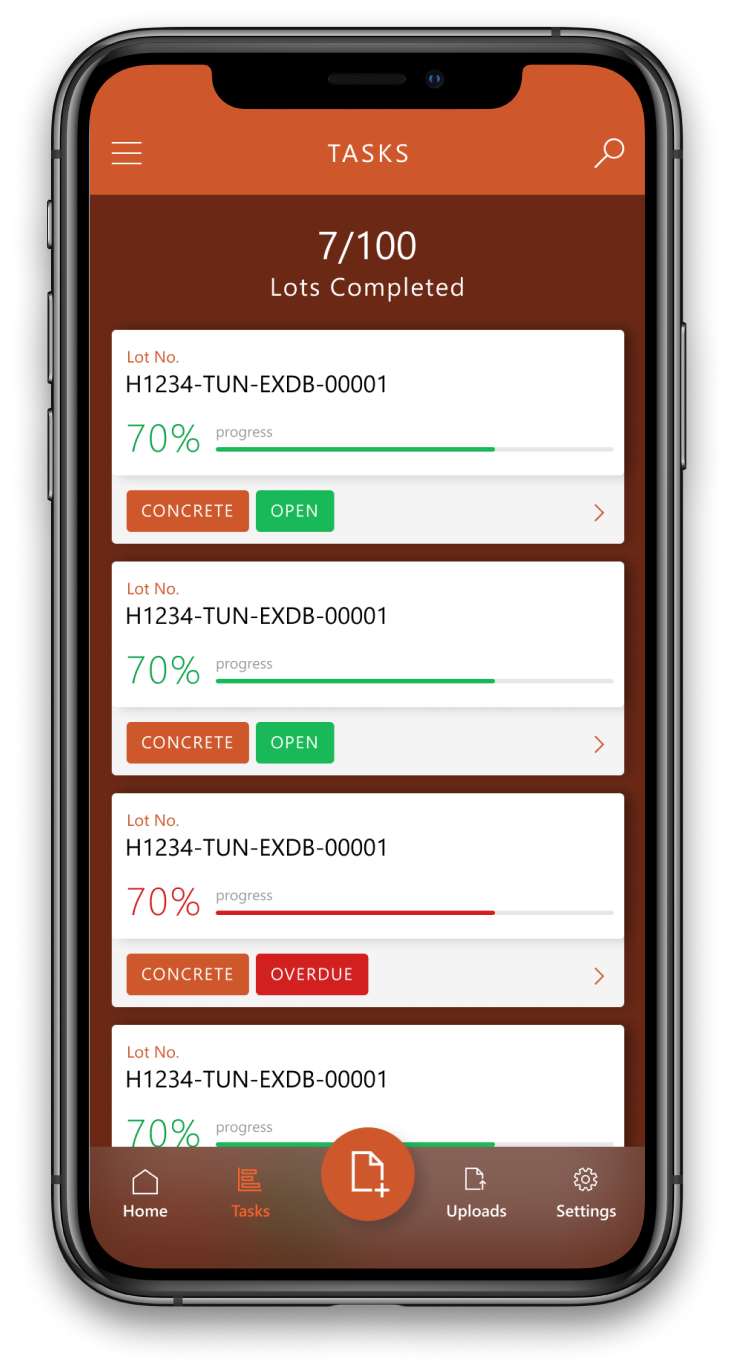 TASKS
7/100
Lots Completed
Lot No.
H1234-TUN-EXDB-00001
70% progress
CONCRETE OPEN
Lot No.
H1234-TUN-EXDB-00001
70% progress
CONCRETE OPEN
Lot No.
H1234-TUN-EXDB-00001
70% progress
CONCRETE OVERDUE
Lot No.
H1234-TUN-EXDB-00001
70% progress
Home Tasks Uploads Settings